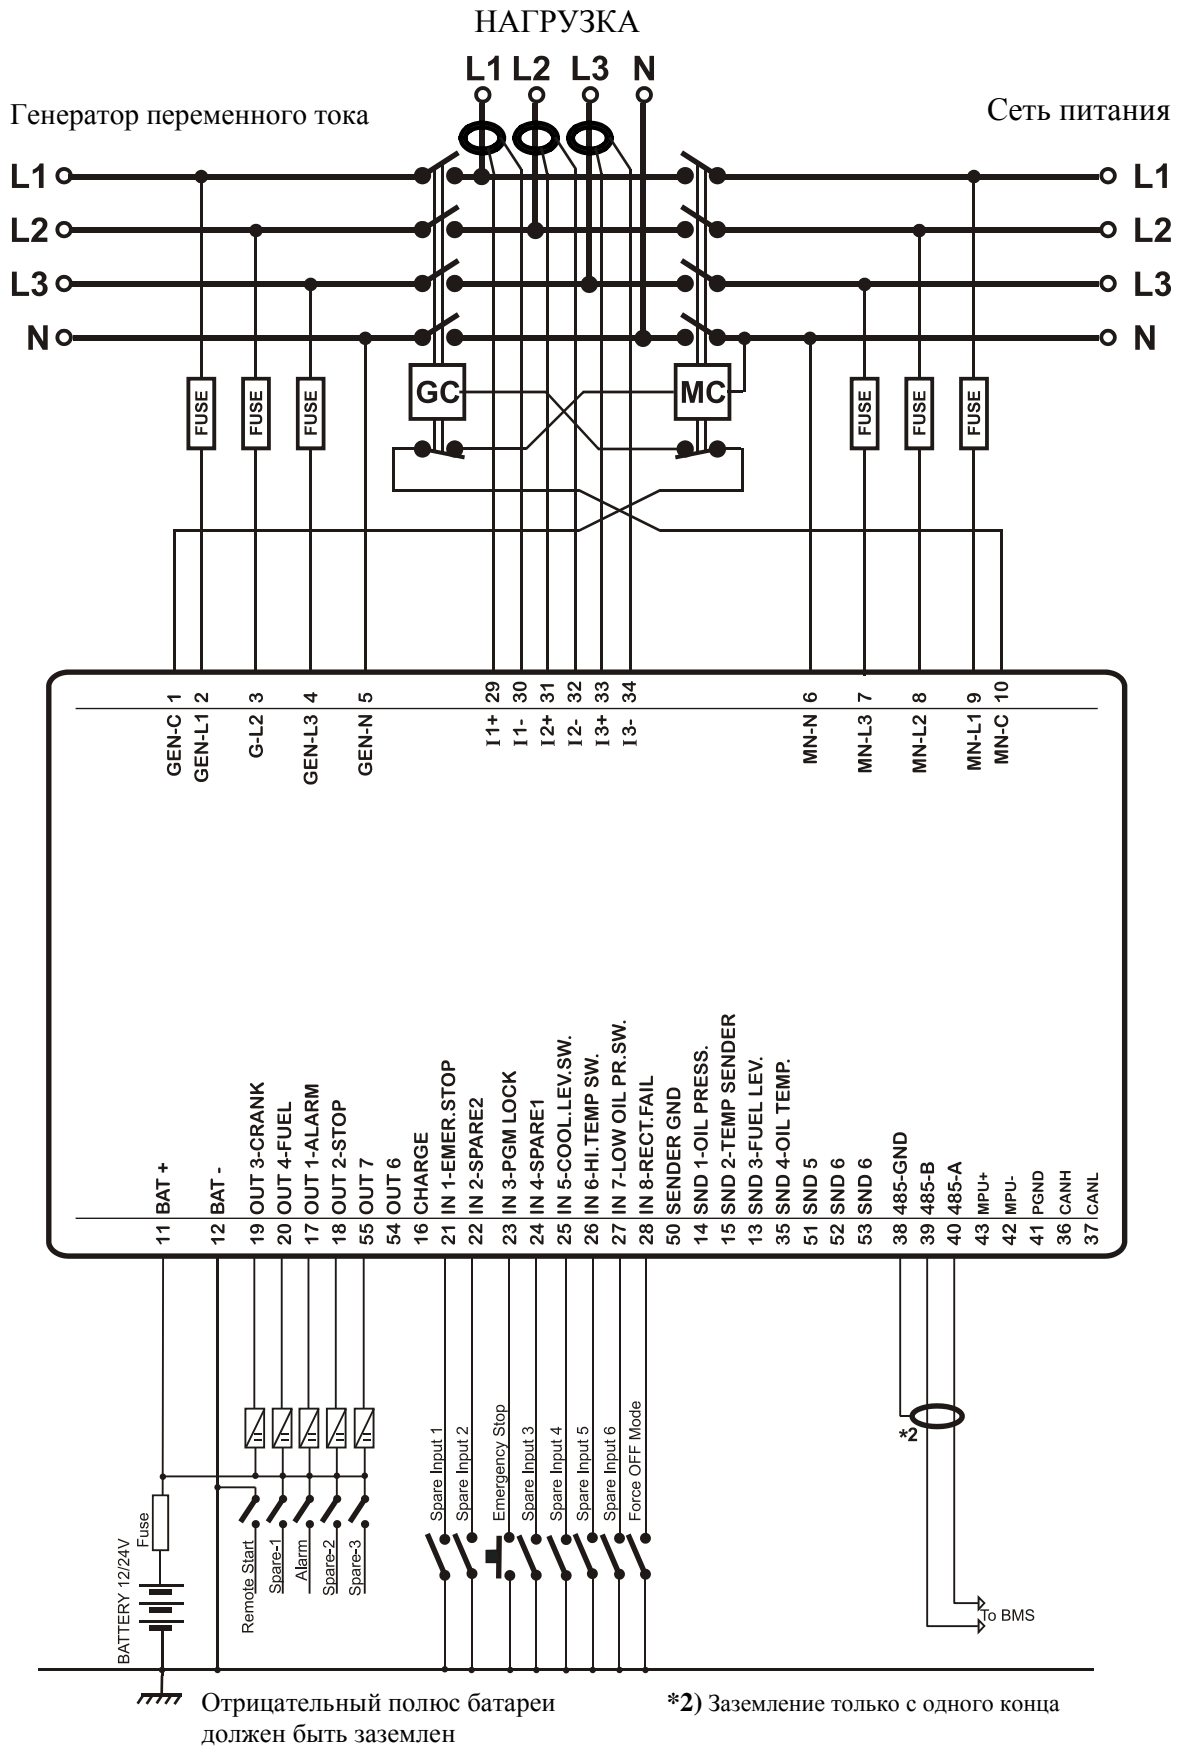 НАГРУЗКА
L1 L2 L3 N
Генератор переменного тока
Сеть питания
L1
L1
L2
L2
L3
L3
N
N
GC
MC
FUSE
FUSE
FUSE
FUSE
FUSE
FUSE
GEN-C 1
GEN-L1 2
G-L2 3
GEN-L3 4
GEN-N 5
I1+ 29
I1- 30
I2+ 31
I2- 32
I3+ 33
I3- 34
MN-N 6
MN-L3 7
MN-L2 8
MN-L1 9
MN-C 10
11 BAT +
12 BAT -
19 OUT 3-CRANK
20 OUT 4-FUEL
17 OUT 1-ALARM
18 OUT 2-STOP
55 OUT 7
54 OUT 6
16 CHARGE
21 IN 1-EMER.STOP
22 IN 2-SPARE2
23 IN 3-PGM LOCK
24 IN 4-SPARE1
25 IN 5-COOL.LEV.SW.
26 IN 6-HI.TEMP SW.
27 IN 7-LOW OIL PR.SW.
28 IN 8-RECT.FAIL
50 SENDER GND
14 SND 1-OIL PRESS.
15 SND 2-TEMP SENDER
13 SND 3-FUEL LEV.
35 SND 4-OIL TEMP.
51 SND 5
52 SND 6
53 SND 6
38 485-GND
39 485-B
40 485-A
43 MPU+
42 MPU-
41 PGND
36 CANH
37 CANL
BATTERY 12/24V
Fuse
Remote Start
Spare-1
Alarm
Spare-2
Spare-3
Spare Input 1
Spare Input 2
Emergency Stop
Spare Input 3
Spare Input 4
Spare Input 5
Spare Input 6
Force OFF Mode
*2
To BMS
Отрицательный полюс батареи
должен быть заземлен
*2) Заземление только с одного конца